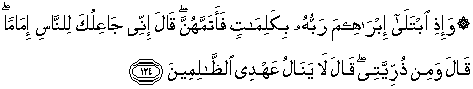 ۞ وَإِذِ ٱبْتَلَىٰٓ إِبْرَٰهِـۧمَ رَبُّهُۥ بِكَلِمَٰتٍ فَأَتَمَّهُنَّ ۖ قَالَ إِنِّى جَاعِلُكَ لِلنَّاسِ إِمَامًا ۖ
قَالَ وَمِن ذُرِّيَّتِى ۖ قَالَ لَا يَنَالُ عَهْدِى ٱلظَّٰلِمِينَ ﴿١٢٤﴾